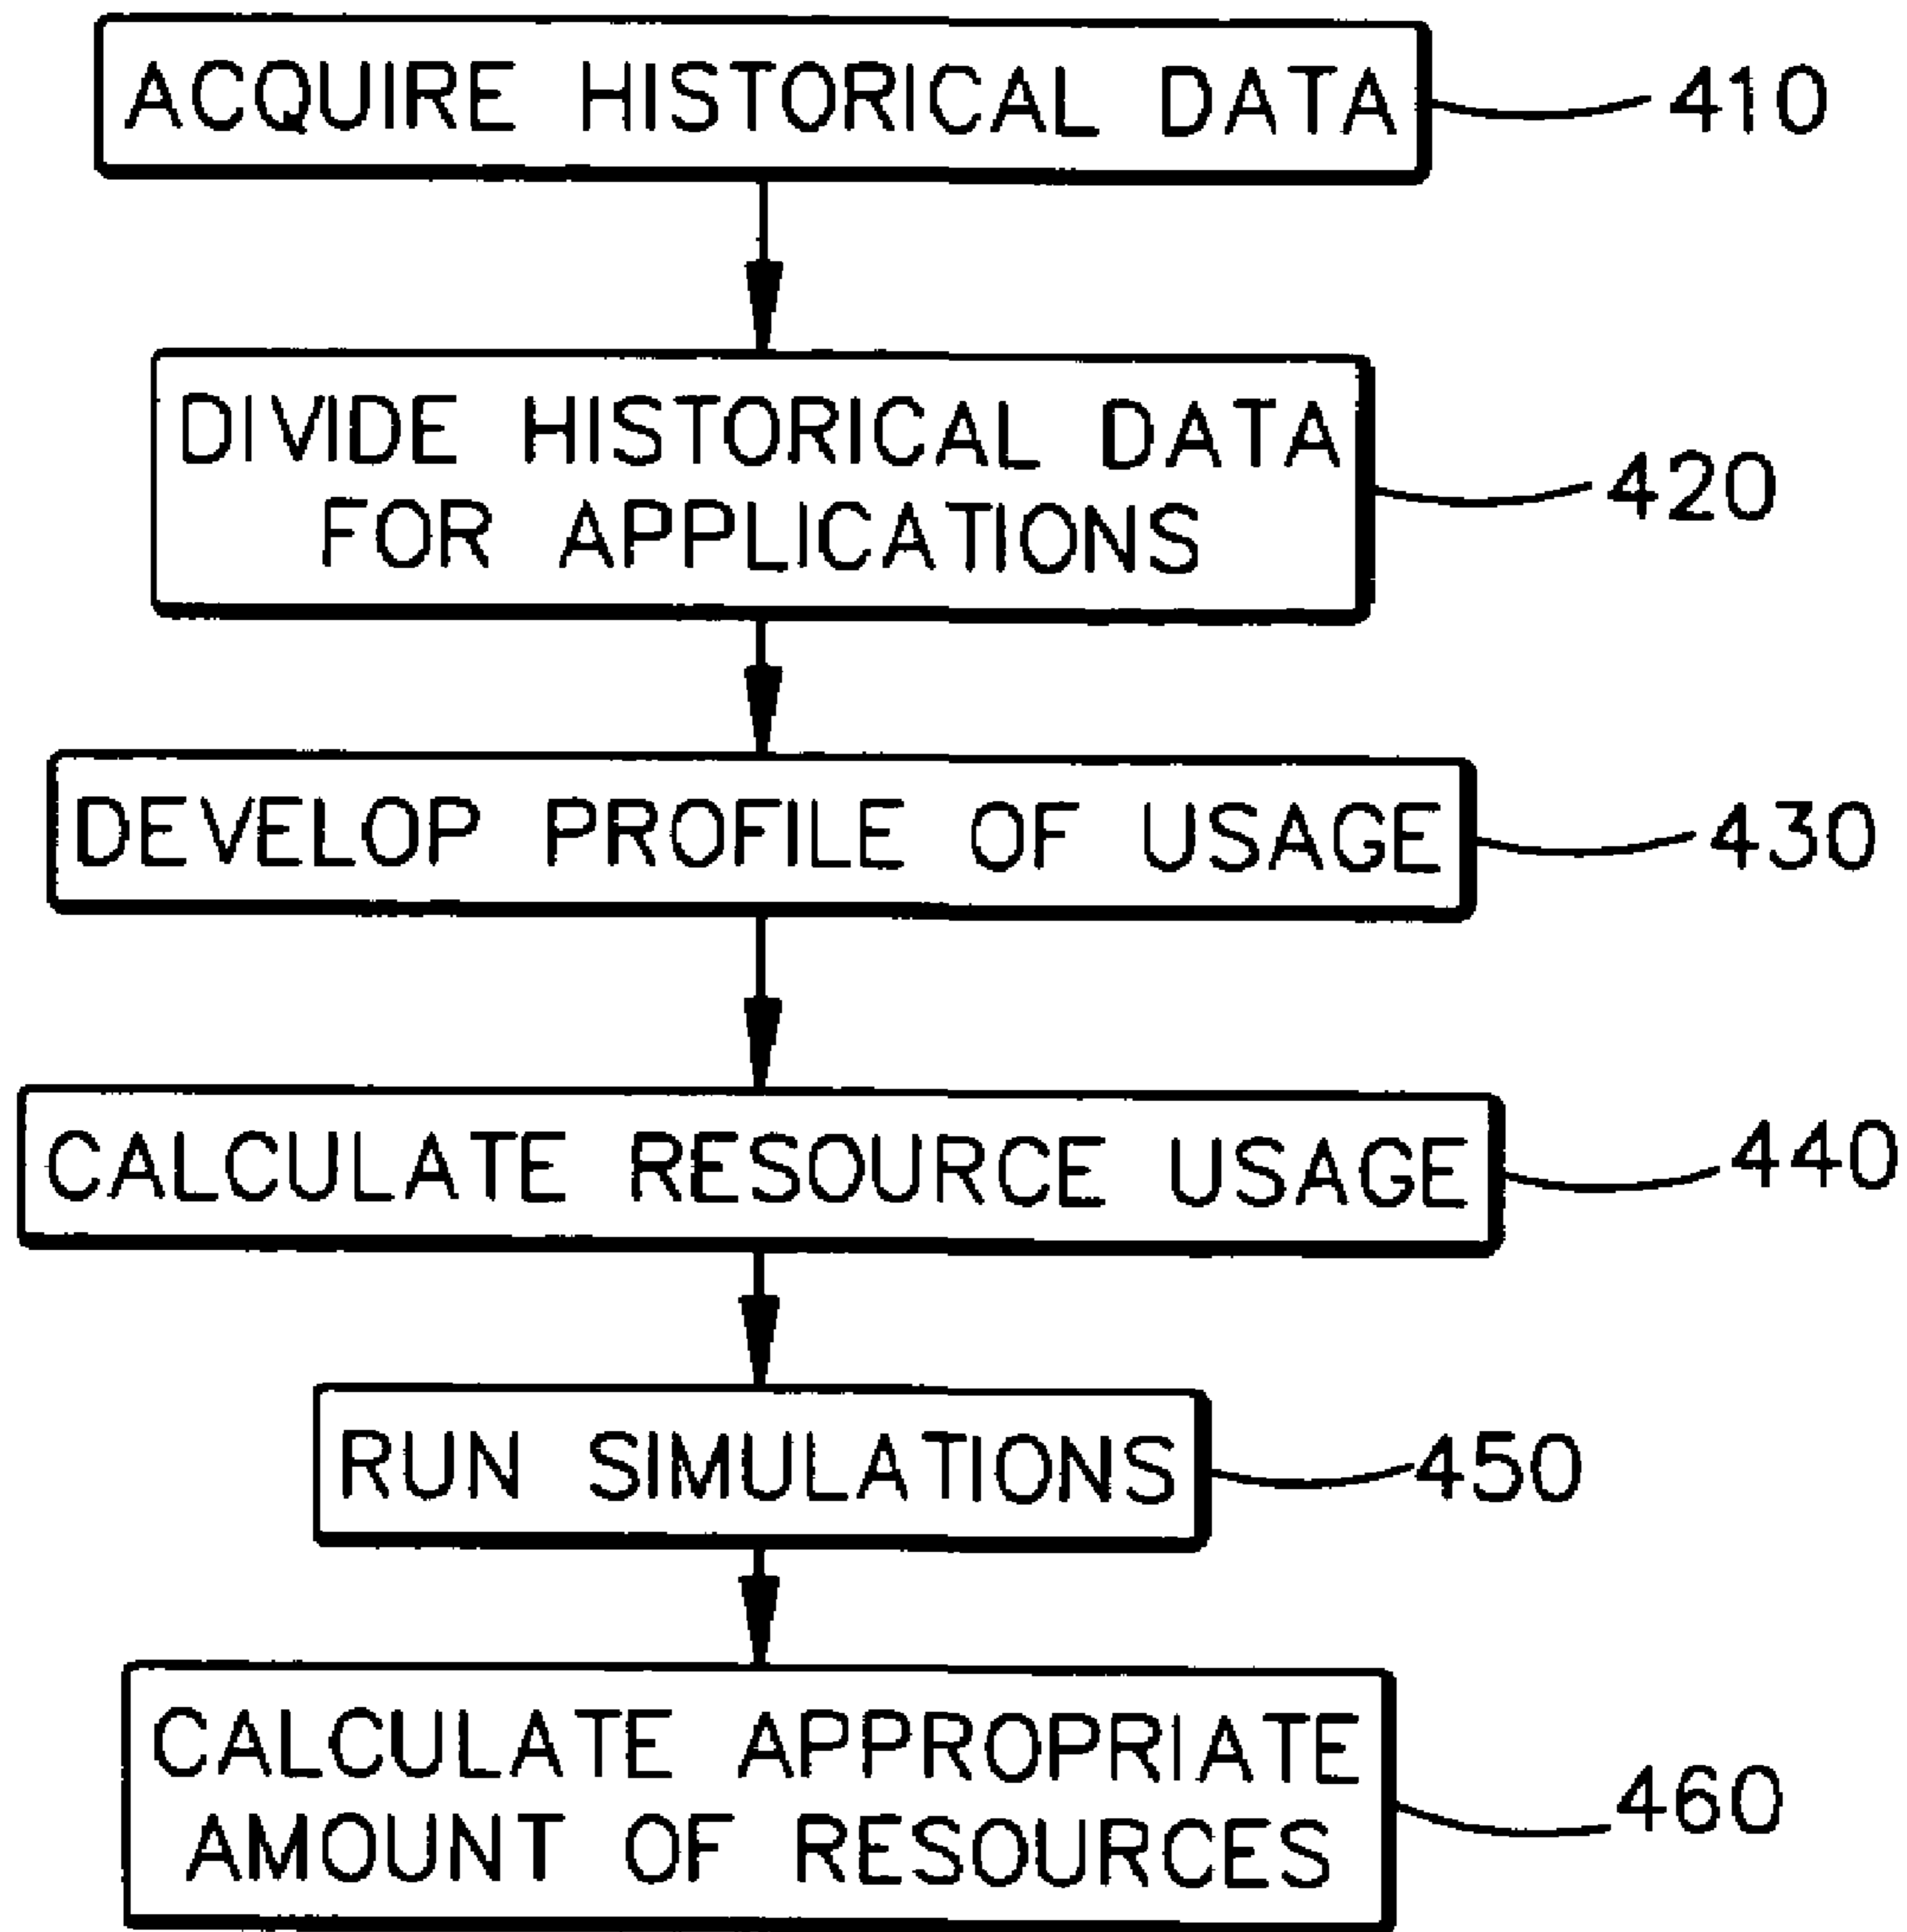 ACQUIRE HISTORICAL DATA 410
DIVIDE HISTORICAL DATA
FOR APPLICATIONS
420
DEVELOP PROFILE OF USAGE 430
CALCULATE RESOURCE USAGE 440
RUN SIMULATIONS 450
CALCULATE APPROPRIATE
AMOUNT OF RESOURCES
460